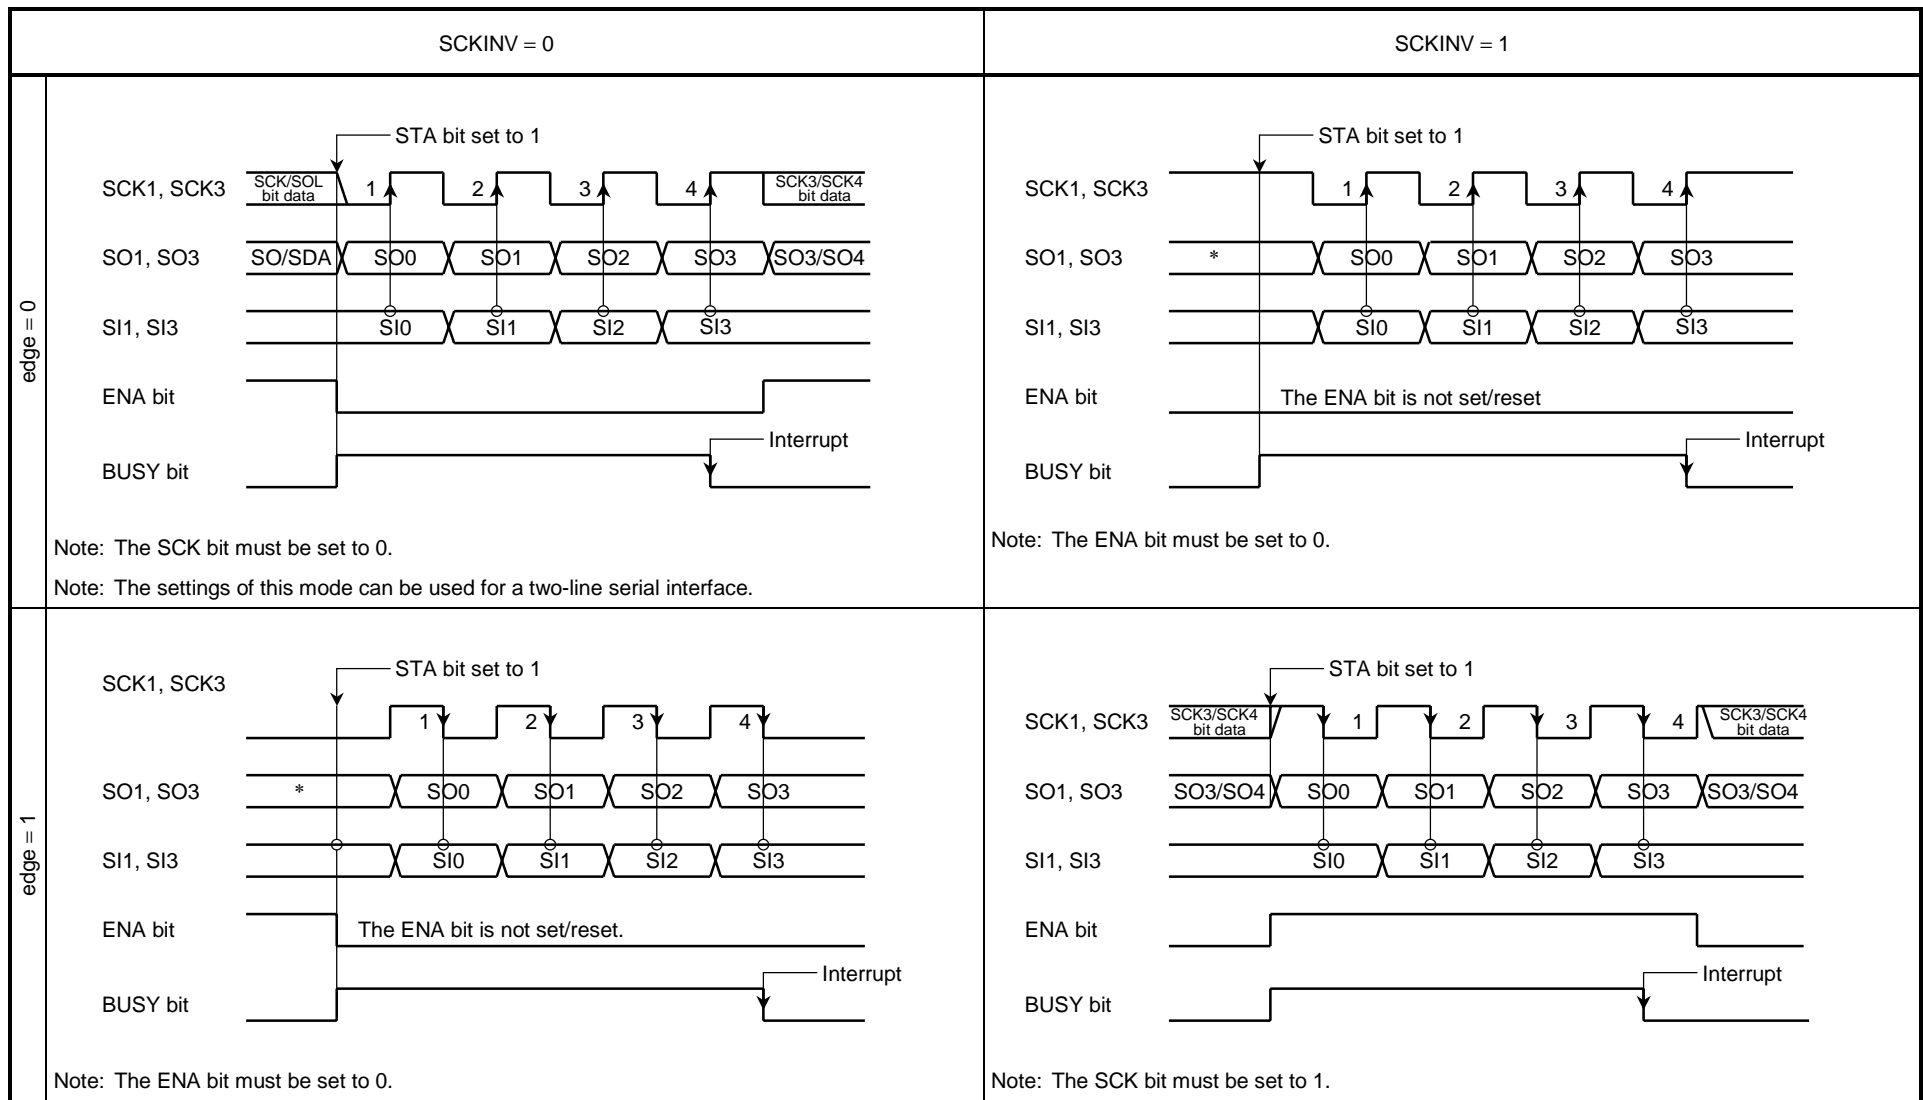 SCKINV = 0
SCKINV = 1
edge = 0
STA bit set to 1
SCK1, SCK3
SCK/SOL
bit data
1 2 3 4
SCK3/SCK4
bit data
SO1, SO3
SO/SDA SO0 SO1 SO2 SO3 SO3/SO4
SI1, SI3
SI0 SI1 SI2 SI3
ENA bit
Interrupt
BUSY bit
Note: The SCK bit must be set to 0.
Note: The settings of this mode can be used for a two-line serial interface.
STA bit set to 1
SCK1, SCK3
1 2 3 4
SO1, SO3
* SO0 SO1 SO2 SO3
SI1, SI3
SI0 SI1 SI2 SI3
ENA bit
The ENA bit is not set/reset
Interrupt
BUSY bit
Note: The ENA bit must be set to 0.
edge = 1
STA bit set to 1
SCK1, SCK3
1 2 3 4
SO1, SO3
* SO0 SO1 SO2 SO3
SI1, SI3
SI0 SI1 SI2 SI3
ENA bit
The ENA bit is not set/reset.
Interrupt
BUSY bit
Note: The ENA bit must be set to 0.
STA bit set to 1
SCK1, SCK3
SCK3/SCK4
bit data
1 2 3 4
SCK3/SCK4
bit data
SO1, SO3
SO3/SO4 SO0 SO1 SO2 SO3 SO3/SO4
SI1, SI3
SI0 SI1 SI2 SI3
ENA bit
Interrupt
BUSY bit
Note: The SCK bit must be set to 1.